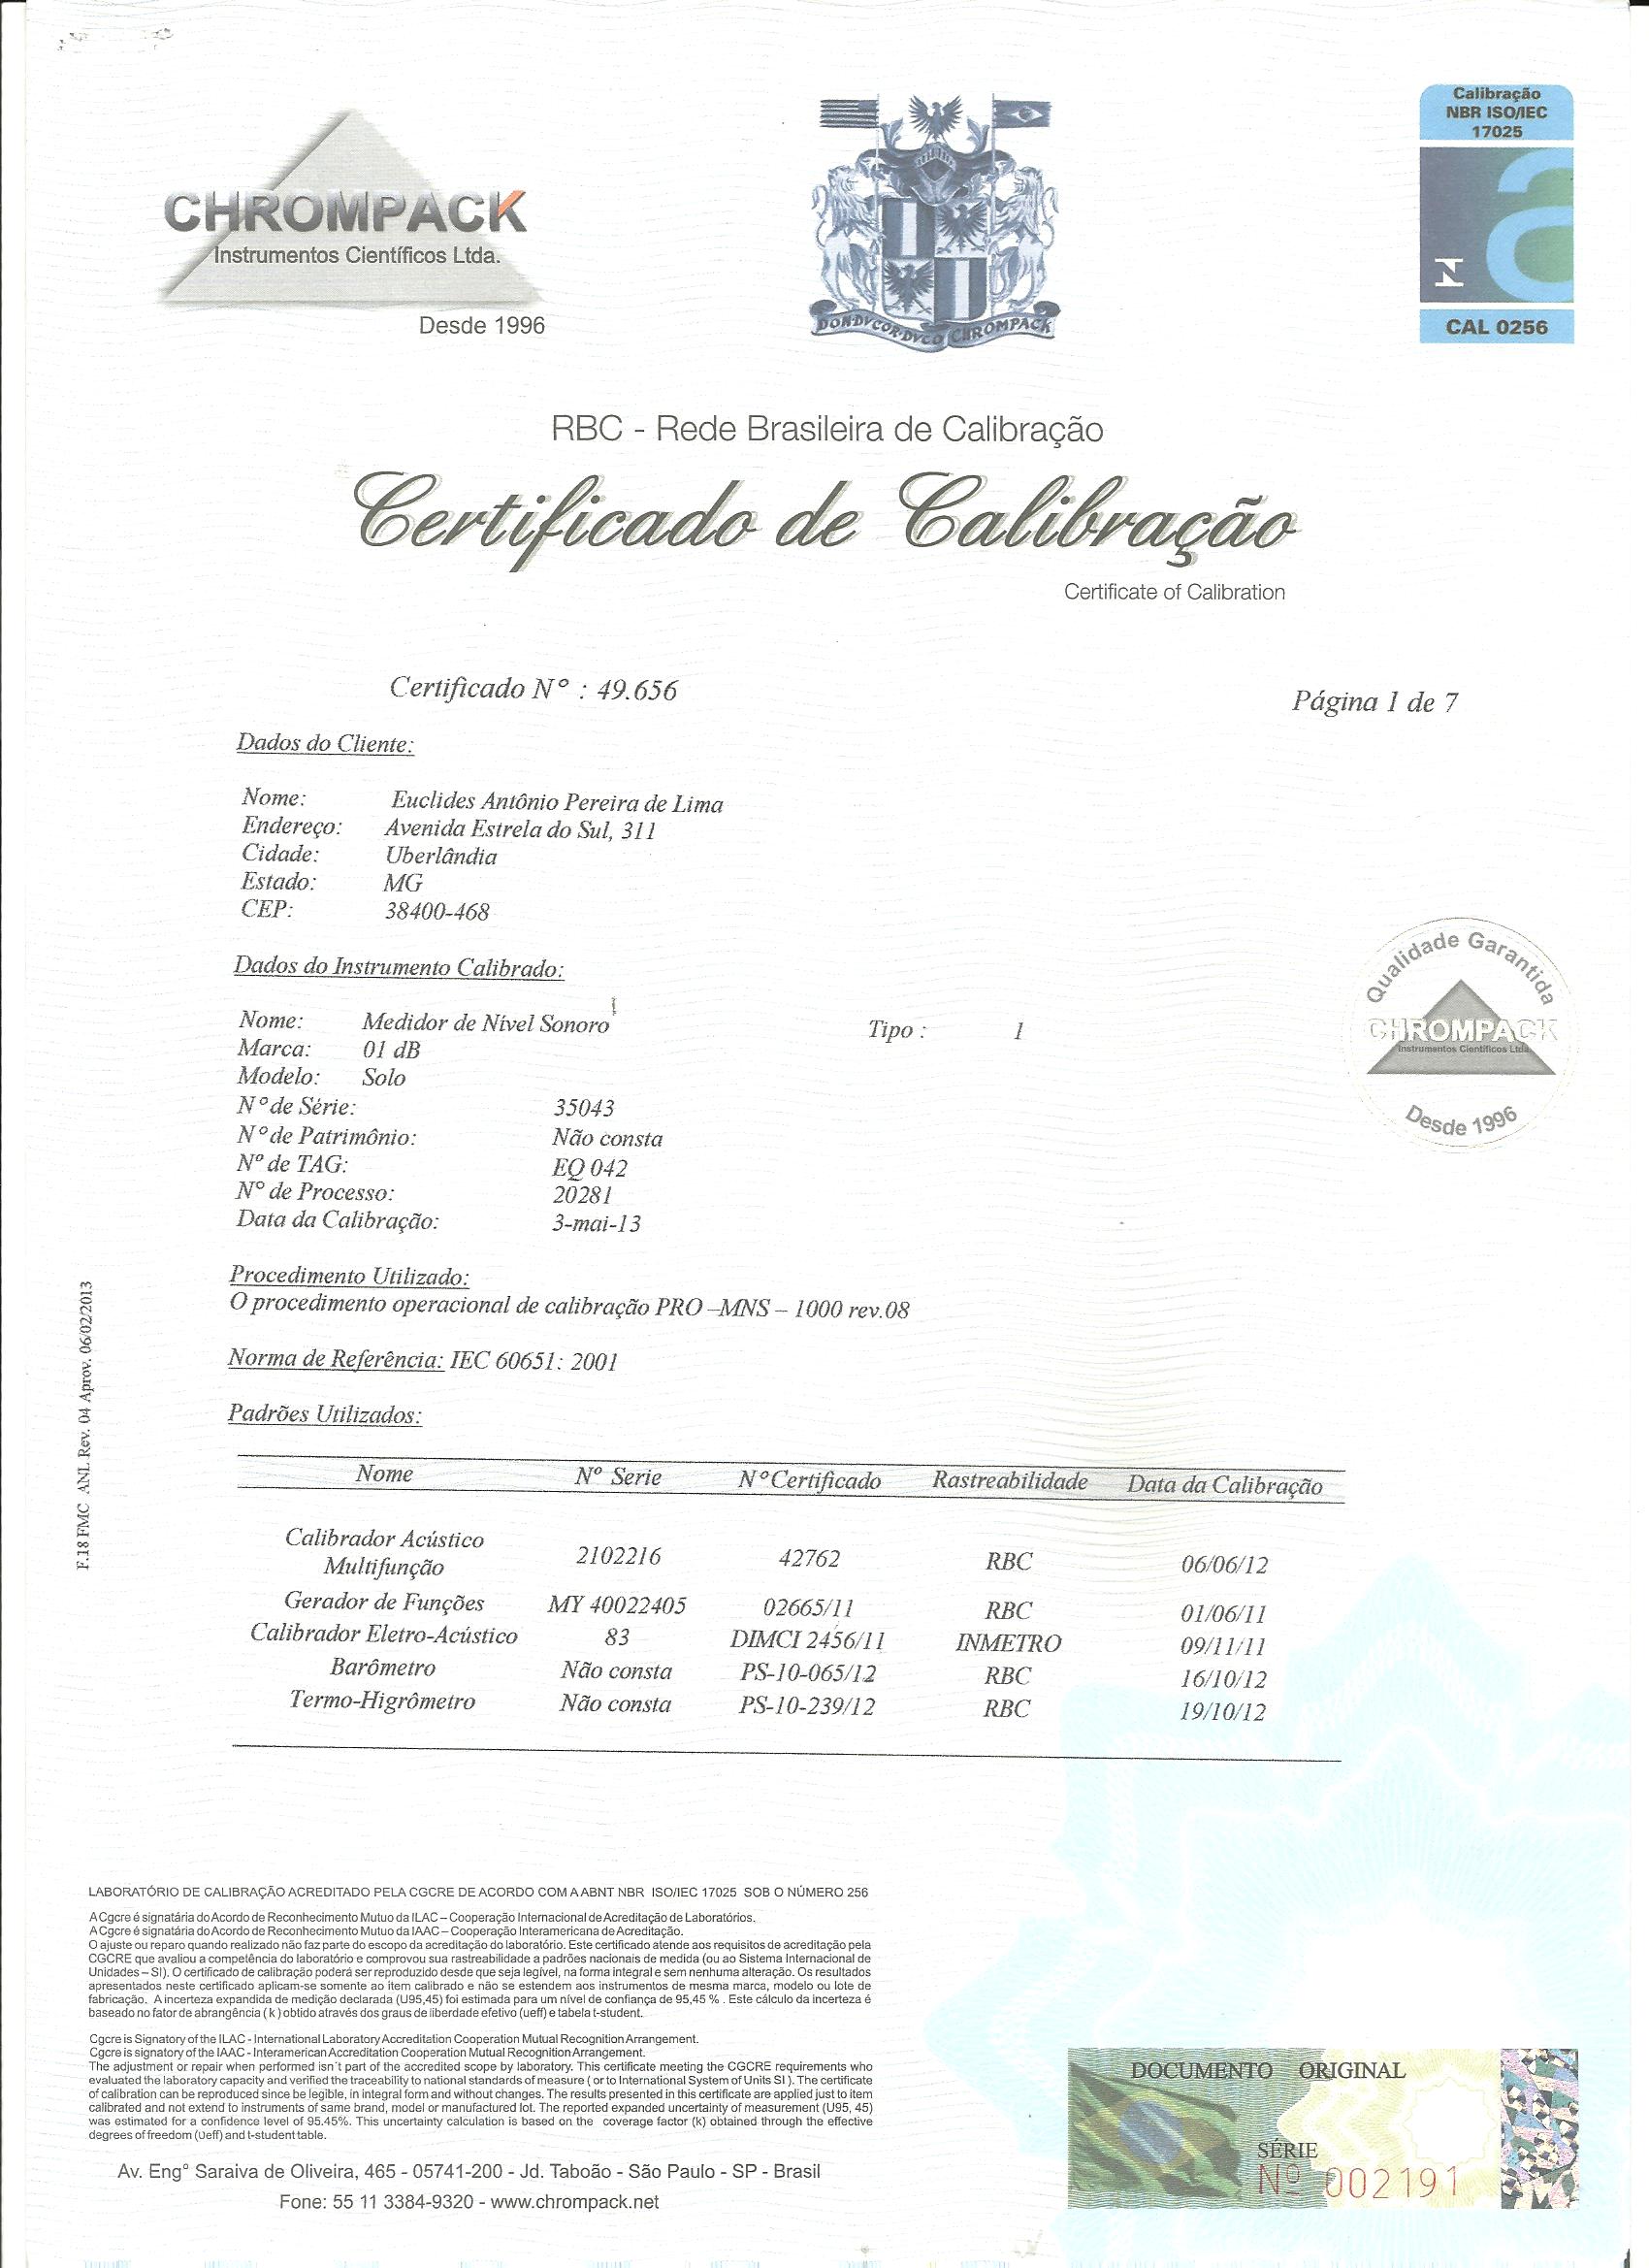 CHROMPACK
Instrumentos Científicos Ltda.
Desde 1996
DONDVCOR·DVCO CHROMPACK
Calibração
NBR ISO/IEC
17025
CAL 0256
RBC - Rede Brasileira de Calibração
Certificado de Calibração
Certificate of Calibration
Certificado Nº : 49.656
Página 1 de 7
Dados do Cliente:
Nome: Euclides Antônio Pereira de Lima
Endereço: Avenida Estrela do Sul, 311
Cidade: Uberlândia
Estado: MG
CEP: 38400-468
Dados do Instrumento Calibrado:
Nome: Medidor de Nível Sonoro Tipo : 1
Marca: 01 dB
Modelo: Solo
Nº de Série: 35043
Nº de Patrimônio: Não consta
Nº de TAG: EQ 042
Nº de Processo: 20281
Data da Calibração: 3-mai-13
Qualidade Garantida
CHROMPACK
Instrumentos Científicos Ltda
Desde 1996
Procedimento Utilizado:
O procedimento operacional de calibração PRO –MNS – 1000 rev.08
Norma de Referência: IEC 60651: 2001
Padrões Utilizados:
Nome Nº Serie Nº Certificado Rastreabilidade Data da Calibração
Calibrador Acústico
Multifunção 2102216 42762 RBC 06/06/12
Gerador de Funções MY 40022405 02665/11 RBC 01/06/11
Calibrador Eletro-Acústico 83 DIMCI 2456/11 INMETRO 09/11/11
Barômetro Não consta PS-10-065/12 RBC 16/10/12
Termo-Higrômetro Não consta PS-10-239/12 RBC 19/10/12
F.18 FMC ANL Rev. 04 Aprov. 06/02/2013
LABORATÓRIO DE CALIBRAÇÃO ACREDITADO PELA CGCRE DE ACORDO COM A ABNT NBR ISO/IEC 17025 SOB O NÚMERO 256
A Cgcre é signatária do Acordo de Reconhecimento Mutuo da ILAC – Cooperação Internacional de Acreditação de Laboratórios.
A Cgcre é signatária do Acordo de Reconhecimento Mutuo da IAAC – Cooperação Interamericana de Acreditação.
O ajuste ou reparo quando realizado não faz parte do escopo da acreditação do laboratório. Este certificado atende aos requisitos de acreditação pela
CGCRE que avaliou a competência do laboratório e comprovou sua rastreabilidade a padrões nacionais de medida (ou ao Sistema Internacional de
Unidades – SI). O certificado de calibração poderá ser reproduzido desde que seja legível, na forma integral e sem nenhuma alteração. Os resultados
apresentados neste certificado aplicam-se somente ao item calibrado e não se estendem aos instrumentos de mesma marca, modelo ou lote de
fabricação. A incerteza expandida de medição declarada (U95,45) foi estimada para um nível de confiança de 95,45 % . Este cálculo da incerteza é
baseado no fator de abrangência ( k ) obtido através dos graus de liberdade efetivo (υeff) e tabela t-student.
Cgcre is Signatory of the ILAC - International Laboratory Accreditation Cooperation Mutual Recognition Arrangement.
Cgcre is signatory of the IAAC - Interamerican Accreditation Cooperation Mutual Recognition Arrangement.
The adjustment or repair when performed isn´t part of the accredited scope by laboratory. This certificate meeting the CGCRE requirements who
evaluated the laboratory capacity and verified the traceability to national standards of measure ( or to International System of Units SI ). The certificate
of calibration can be reproduced since be legible, in integral form and without changes. The results presented in this certificate are applied just to item
calibrated and not extend to instruments of same brand, model or manufactured lot. The reported expanded uncertainty of measurement (U95, 45)
was estimated for a confidence level of 95.45%. This uncertainty calculation is based on the coverage factor (k) obtained through the effective
degrees of freedom (υeff) and t-student table.
Av. Eng° Saraiva de Oliveira, 465 - 05741-200 - Jd. Taboão - São Paulo - SP - Brasil
Fone: 55 11 3384-9320 - www.chrompack.net
DOCUMENTO ORIGINAL
SÉRIE
Nº 002191